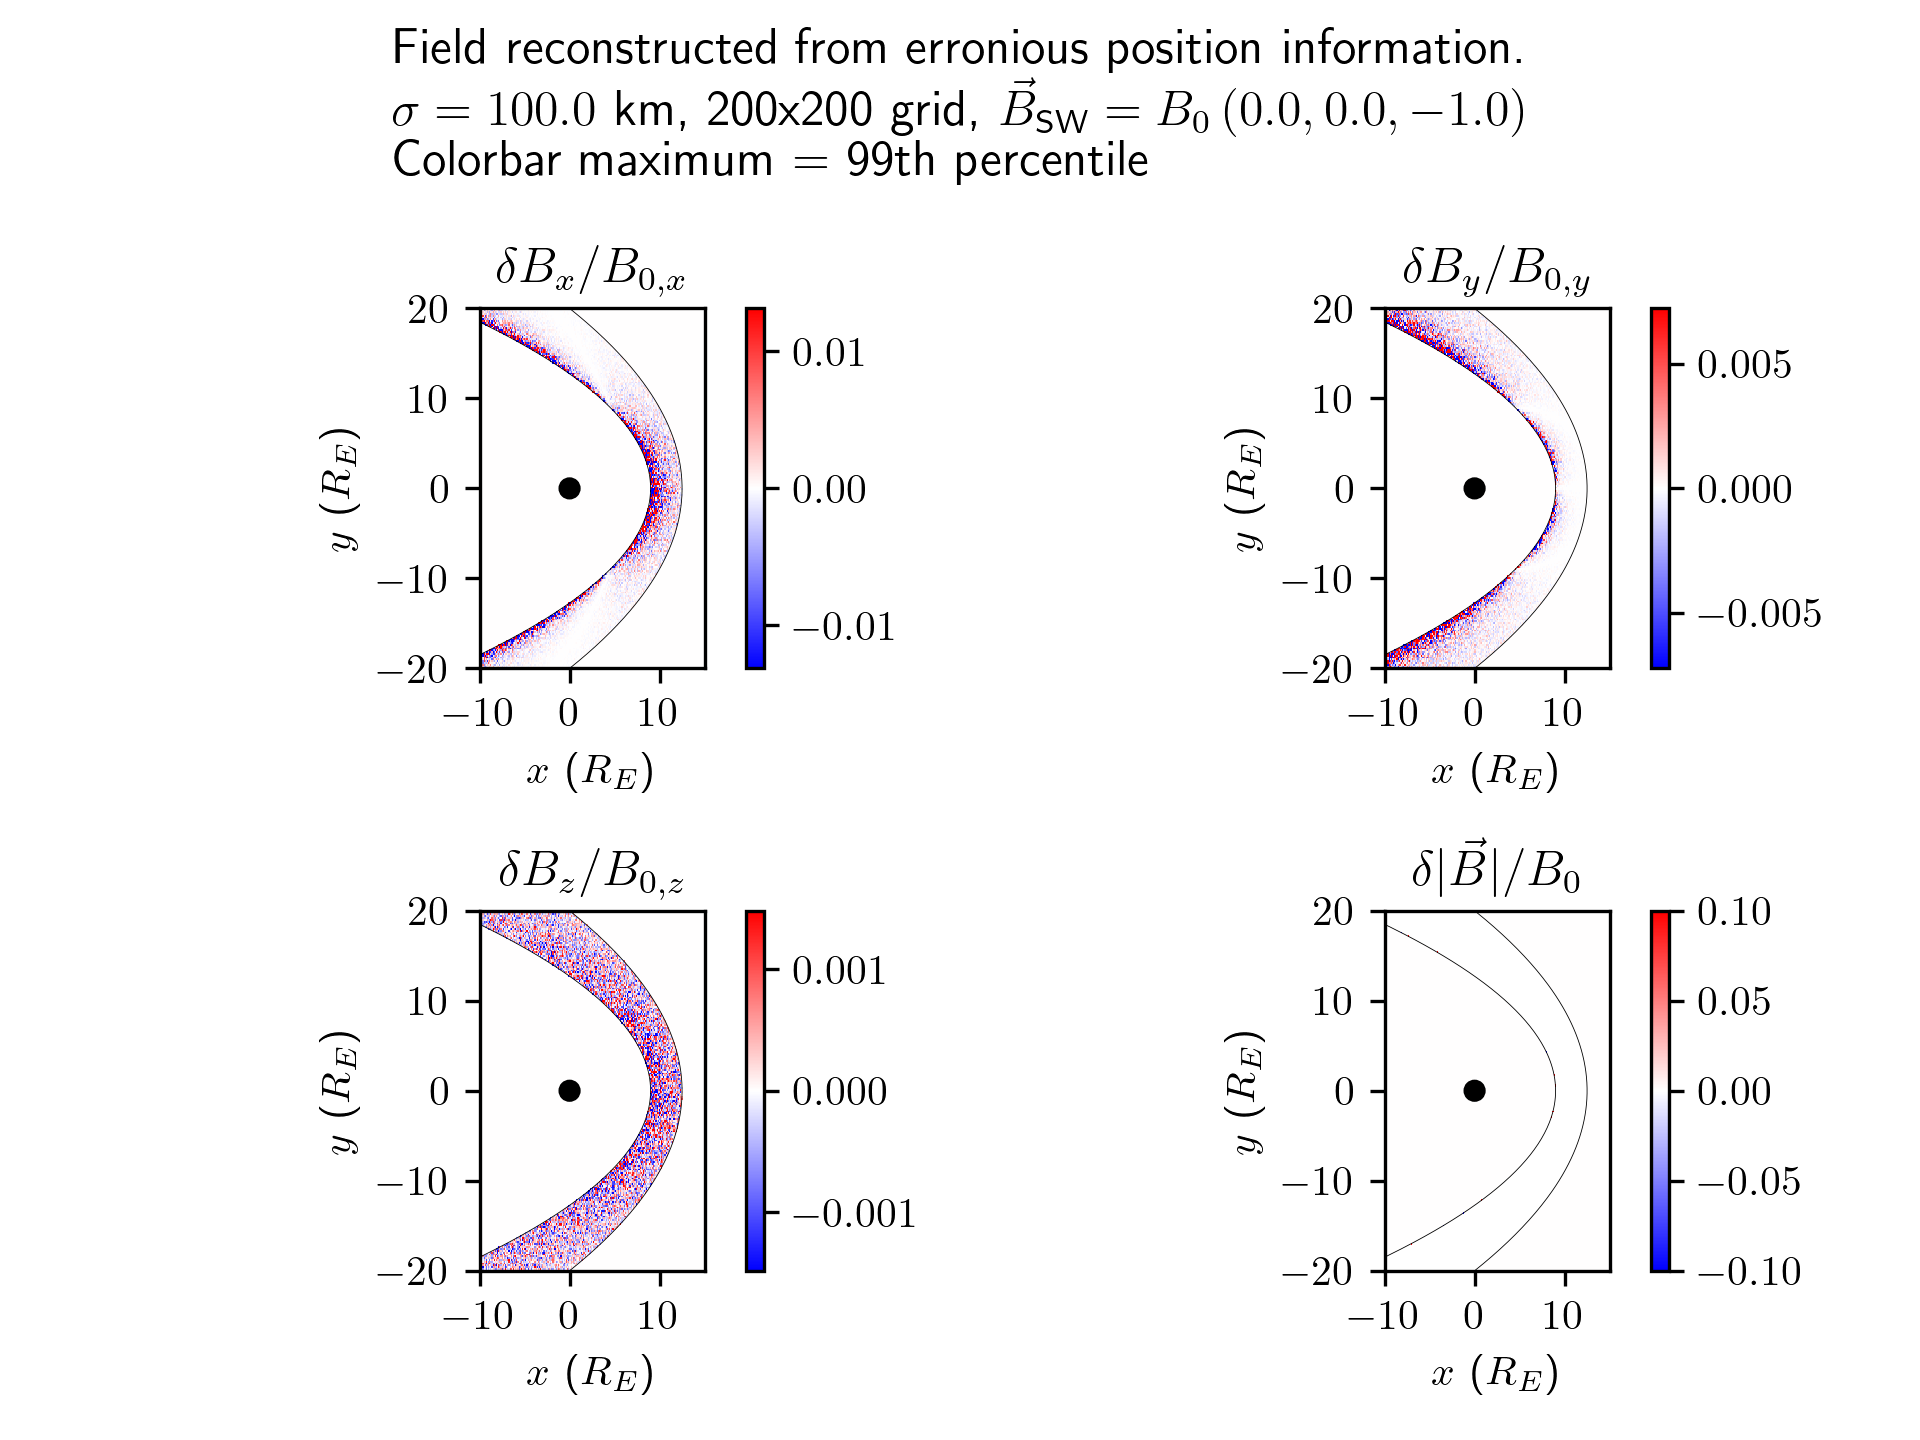 Field reconstructed from erronious position information.
σ = 100.0 km, 200x200 grid, B⃗_SW = B_0 (0.0, 0.0, −1.0)
Colorbar maximum = 99th percentile
δB_x/B_{0,x}
20
10
0
−10
−20
y (R_E)
−10 0 10
x (R_E)
0.01
0.00
−0.01
δB_y/B_{0,y}
20
10
0
−10
−20
y (R_E)
−10 0 10
x (R_E)
0.005
0.000
−0.005
δB_z/B_{0,z}
20
10
0
−10
−20
y (R_E)
−10 0 10
x (R_E)
0.001
0.000
−0.001
δ|B⃗|/B_0
20
10
0
−10
−20
y (R_E)
−10 0 10
x (R_E)
0.10
0.05
0.00
−0.05
−0.10